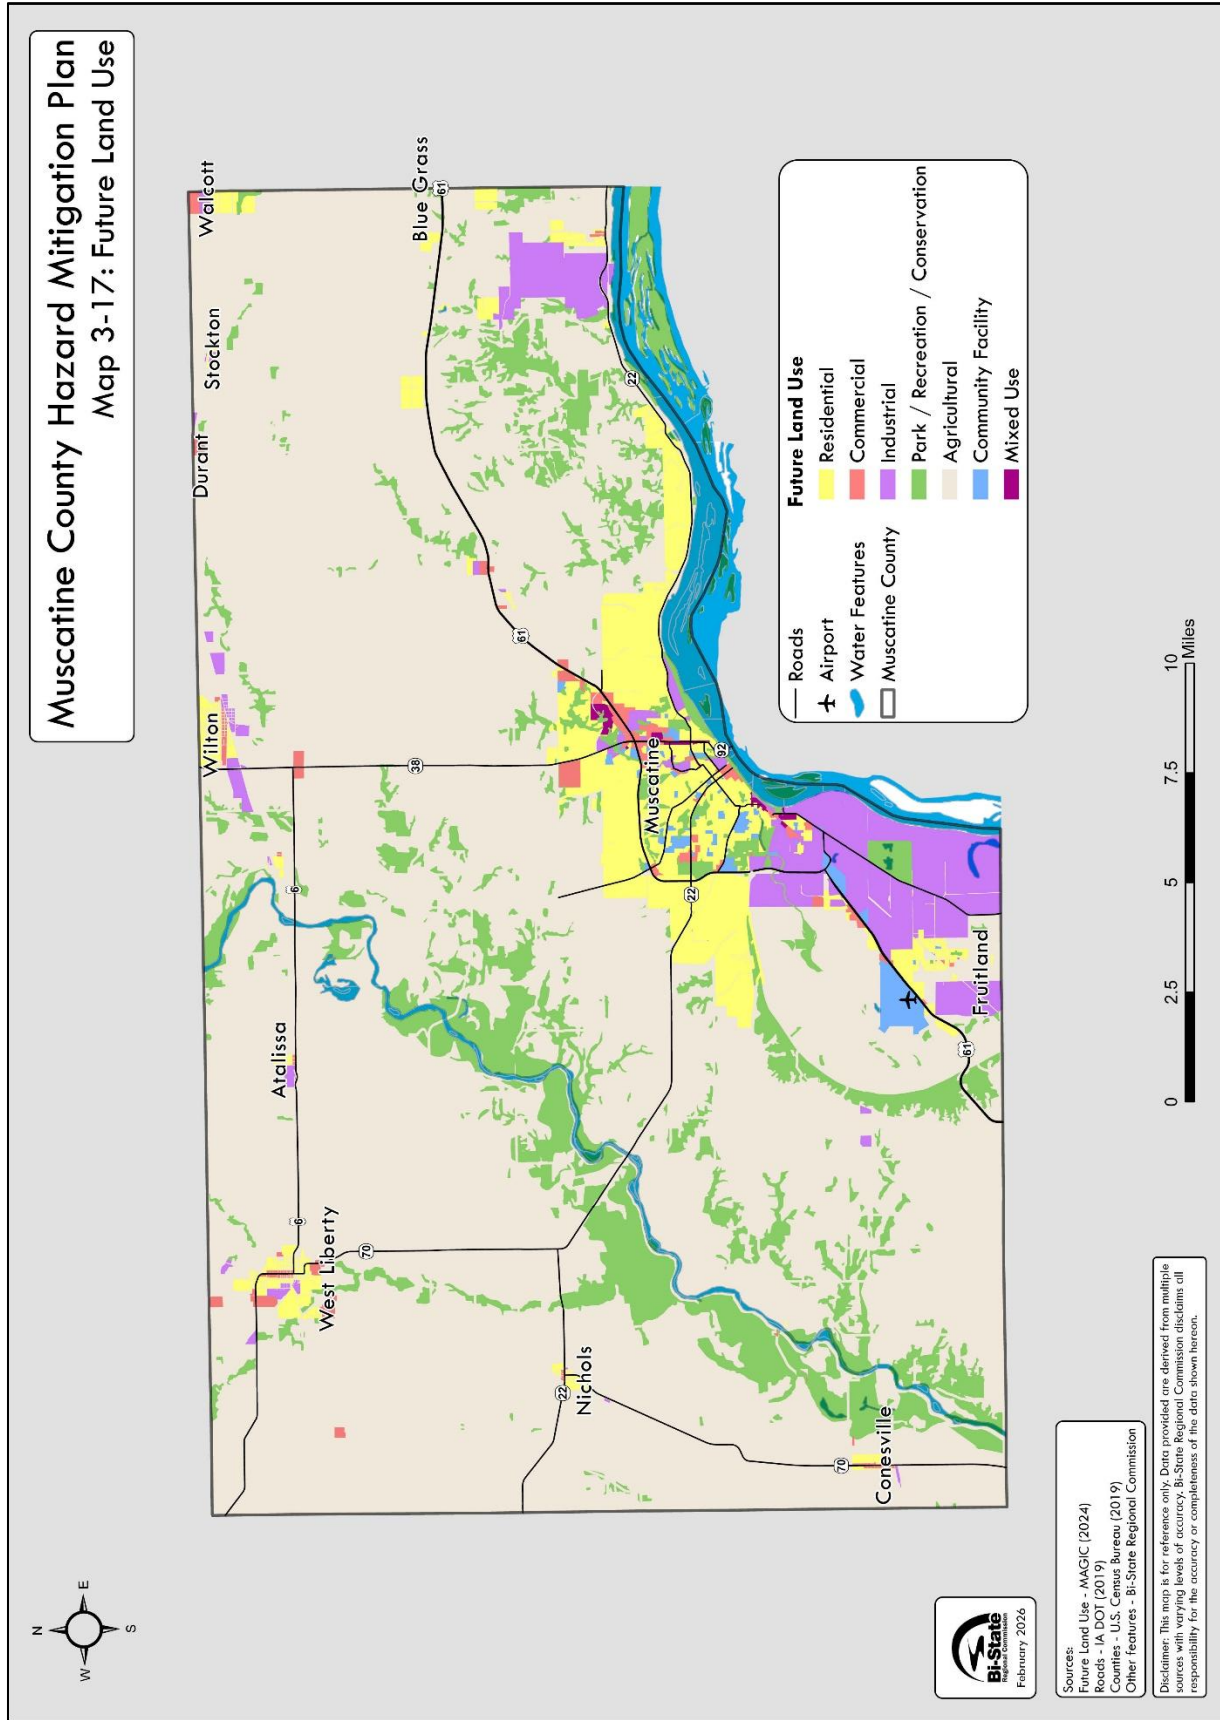 Muscatine County Hazard Mitigation Plan
Map 3-17: Future Land Use
N
W
E
S
Walcott
Durant
Stockton
Wilton
Blue Grass
61
38
6
Atalissa
6
West Liberty
70
61
22
Muscatine
92
22
22
Nichols
70
Conesville
Fruitland
61
Roads
Airport
Water Features
Muscatine County
Future Land Use
Residential
Commercial
Industrial
Park / Recreation / Conservation
Agricultural
Community Facility
Mixed Use
0
2.5
5
7.5
10
Miles
Bi-State
Regional Commission
February 2026
Sources:
Future Land Use - MAGIC (2024)
Roads - IA DOT (2019)
Counties - U.S. Census Bureau (2019)
Other features - Bi-State Regional Commission
Disclaimer: This map is for reference only. Data provided are derived from multiple
sources with varying levels of accuracy. Bi-State Regional Commission disclaims all
responsibility for the accuracy or completeness of the data shown hereon.